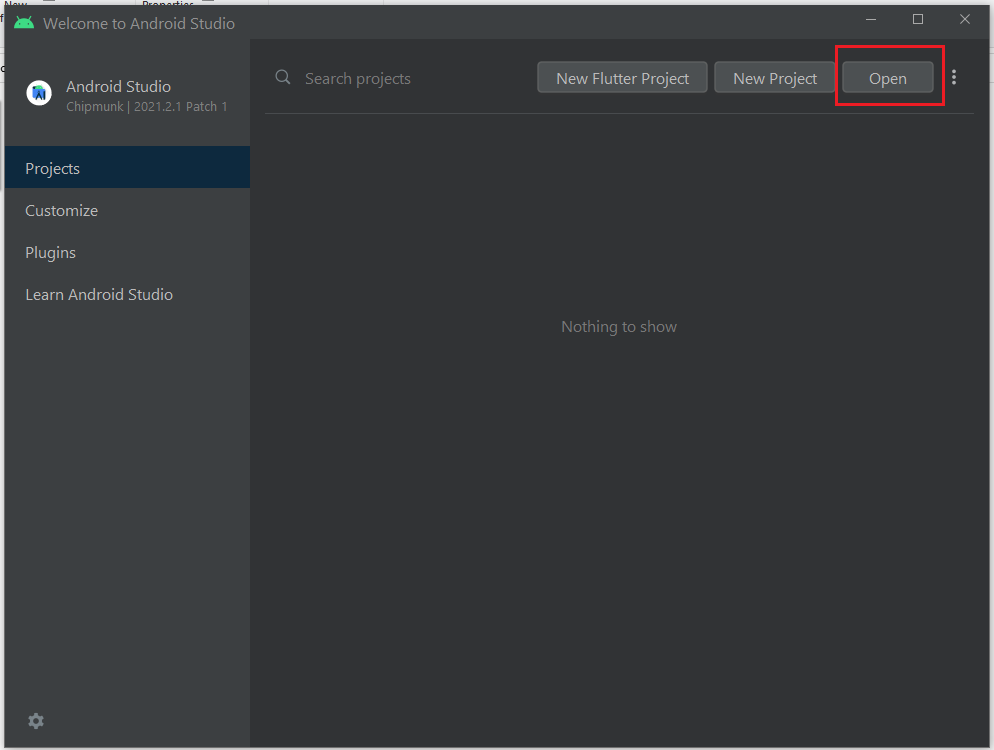 Welcome to Android Studio
Android Studio
Chipmunk | 2021.2.1 Patch 1
Search projects
New Flutter Project
New Project
Open
Projects
Customize
Plugins
Learn Android Studio
Nothing to show